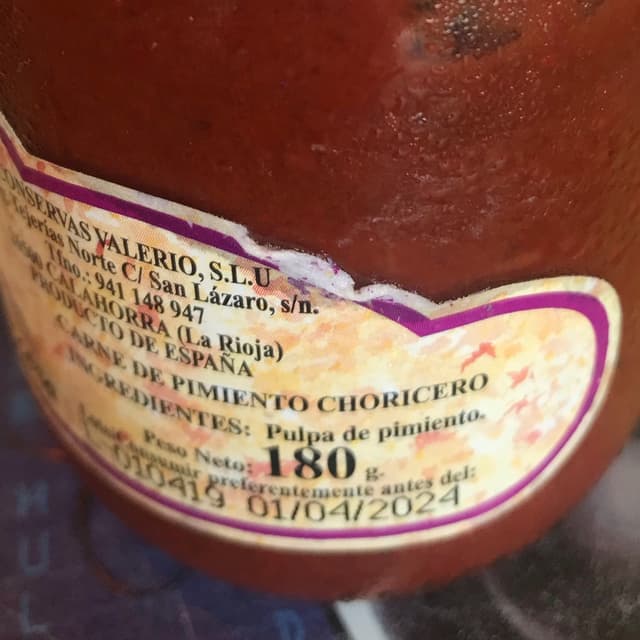 CONSERVAS VALERIO, S.L.U
Tejerias Norte C/ San Lázaro, s/n.
Tfno.: 941 148 947
CALAHORRA (La Rioja)
PRODUCTO DE ESPAÑA
CARNE DE PIMIENTO CHORICERO
INGREDIENTES: Pulpa de pimiento.
Peso Neto: 180 g.
consumir preferentemente antes del:
010419 01/04/2024